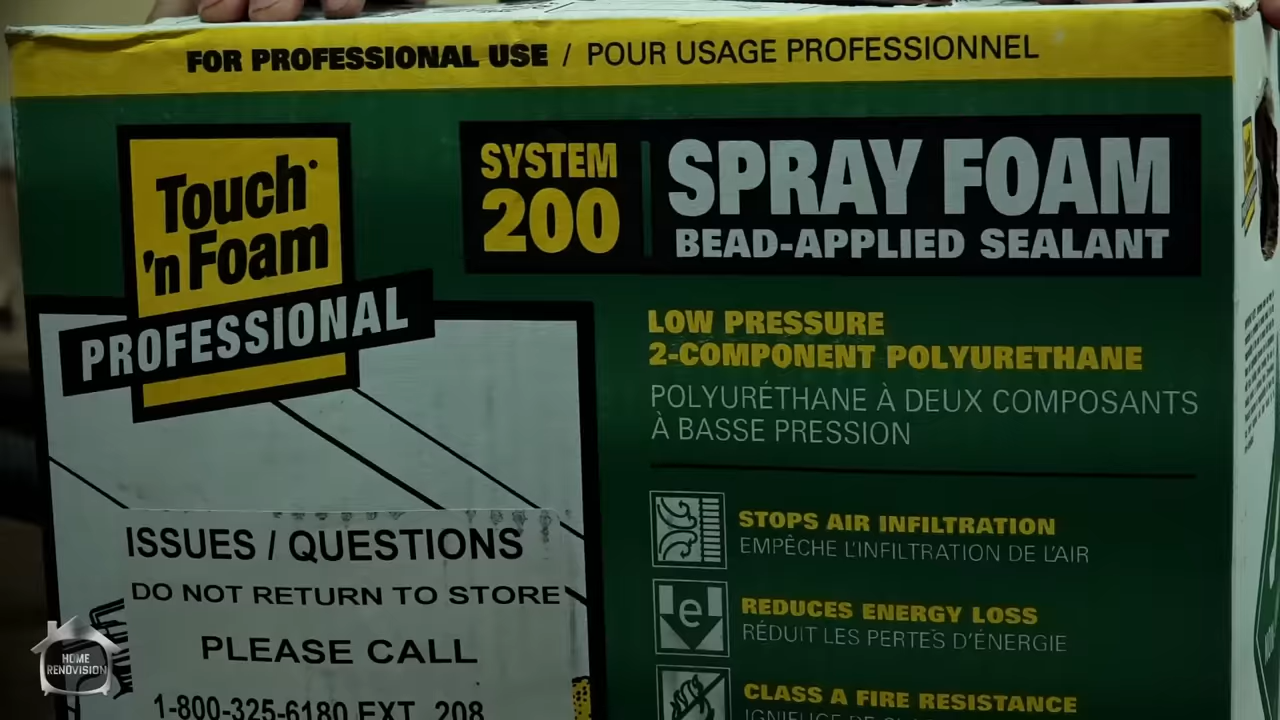 FOR PROFESSIONAL USE / POUR USAGE PROFESSIONNEL
Touch
'n Foam
PROFESSIONAL
SYSTEM
200
SPRAY FOAM
BEAD-APPLIED SEALANT
LOW PRESSURE
2-COMPONENT POLYURETHANE
POLYURÉTHANE À DEUX COMPOSANTS
À BASSE PRESSION
STOPS AIR INFILTRATION
EMPÊCHE L'INFILTRATION DE L'AIR
e
REDUCES ENERGY LOSS
RÉDUIT LES PERTES D'ÉNERGIE
CLASS A FIRE RESISTANCE
ISSUES / QUESTIONS
DO NOT RETURN TO STORE
PLEASE CALL
1-800-325-6180 EXT. 208
HOME
RENOVISION